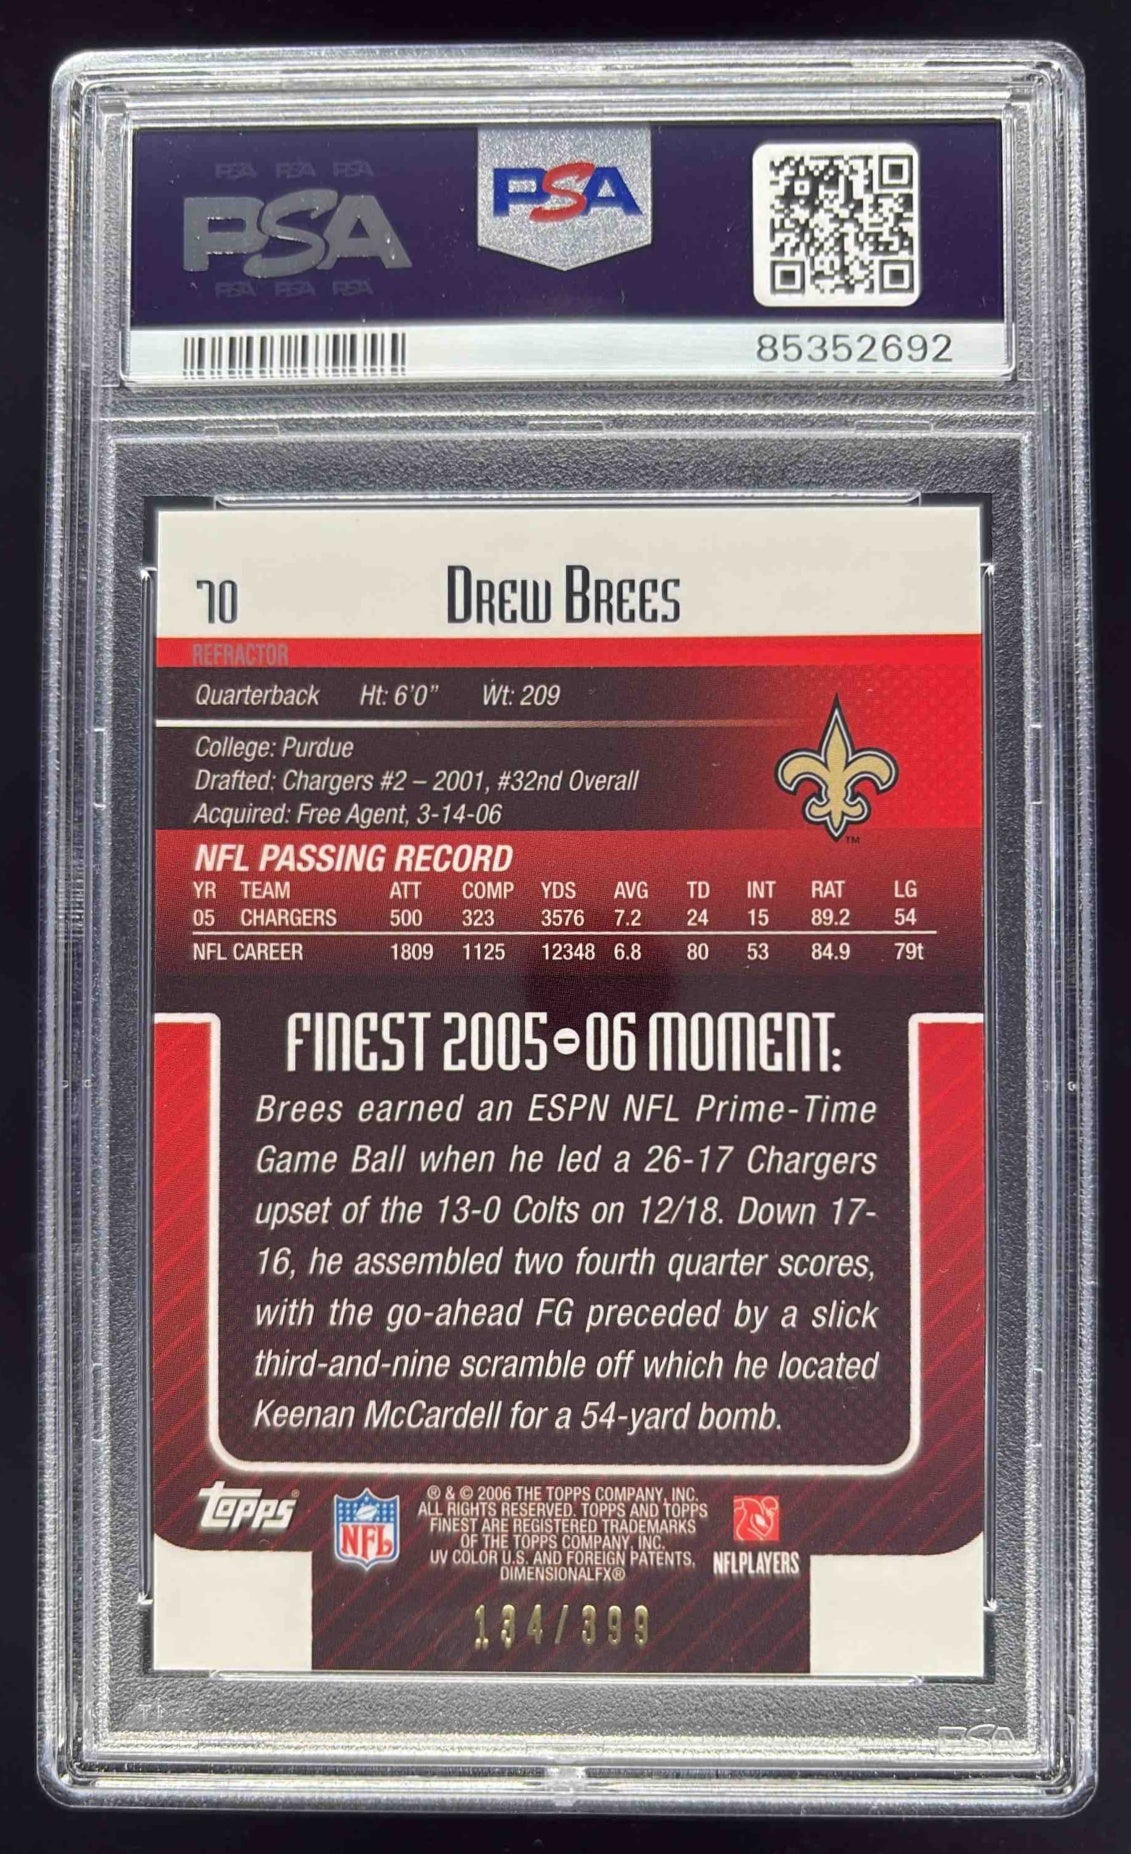 PSA PSA PSA
PSA
PSA PSA PSA
PSA
85352692
70 DREW BREES
REFRACTOR
Quarterback Ht: 6'0" Wt: 209
College: Purdue
Drafted: Chargers #2 – 2001, #32nd Overall
Acquired: Free Agent, 3-14-06
TM
NFL PASSING RECORD
YR TEAM ATT COMP YDS AVG TD INT RAT LG
05 CHARGERS 500 323 3576 7.2 24 15 89.2 54
NFL CAREER 1809 1125 12348 6.8 80 53 84.9 79t
FINEST 2005-06 MOMENT:
Brees earned an ESPN NFL Prime-Time
Game Ball when he led a 26-17 Chargers
upset of the 13-0 Colts on 12/18. Down 17-
16, he assembled two fourth quarter scores,
with the go-ahead FG preceded by a slick
third-and-nine scramble off which he located
Keenan McCardell for a 54-yard bomb.
Topps®
NFL
® & © 2006 THE TOPPS COMPANY, INC.
ALL RIGHTS RESERVED. TOPPS AND TOPPS
FINEST ARE REGISTERED TRADEMARKS
OF THE TOPPS COMPANY, INC.
UV COLOR U.S. AND FOREIGN PATENTS.
DIMENSIONALFX®
NFLPLAYERS
134/399
PSA